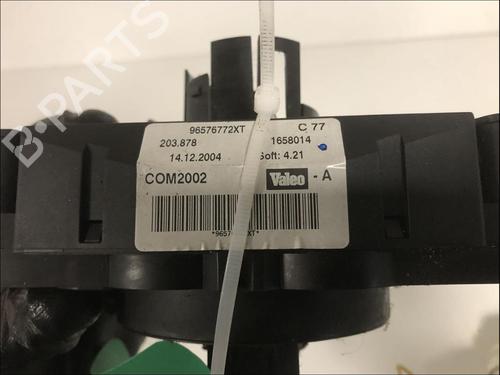 96576772XT C 77
203.878 1658014
14.12.2004 Soft: 4.21
COM2002 Valeo - A
B-PARTS